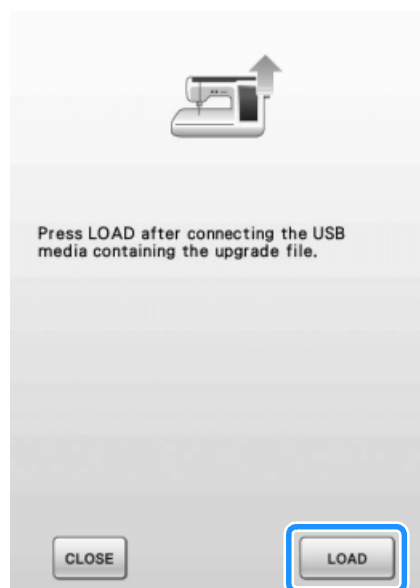 Press LOAD after connecting the USB
media containing the upgrade file.
CLOSE
LOAD